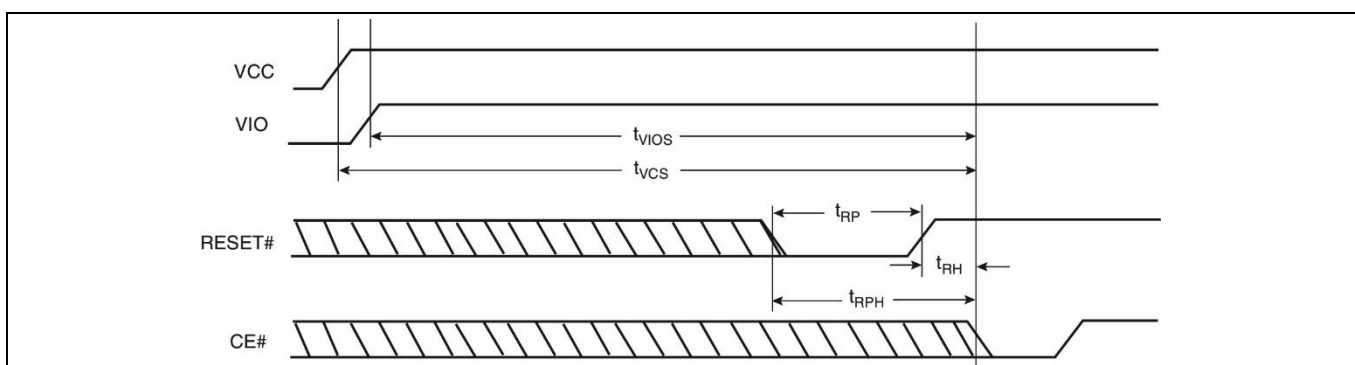 VCC
VIO
tVIOS
tVCS
tRP
RESET#
tRH
tRPH
CE#